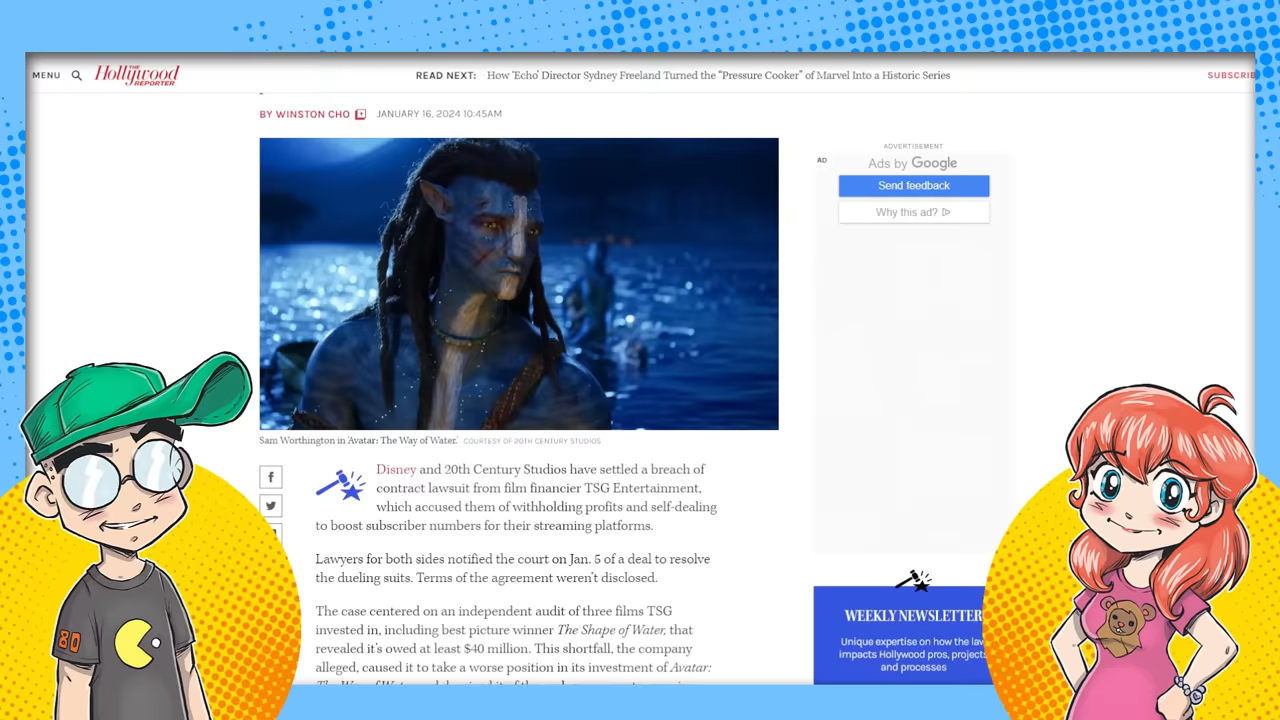 MENU
THE
Hollywood
REPORTER
READ NEXT: How 'Echo' Director Sydney Freeland Turned the "Pressure Cooker" of Marvel Into a Historic Series
SUBSCRIB
BY WINSTON CHO
JANUARY 16, 2024 10:45AM
ADVERTISEMENT
AD
Ads by Google
Send feedback
Why this ad?
Sam Worthington in 'Avatar: The Way of Water.' COURTESY OF 20TH CENTURY STUDIOS
Disney and 20th Century Studios have settled a breach of
contract lawsuit from film financier TSG Entertainment,
which accused them of withholding profits and self-dealing
to boost subscriber numbers for their streaming platforms.
Lawyers for both sides notified the court on Jan. 5 of a deal to resolve
the dueling suits. Terms of the agreement weren't disclosed.
The case centered on an independent audit of three films TSG
invested in, including best picture winner The Shape of Water, that
revealed it's owed at least $40 million. This shortfall, the company
alleged, caused it to take a worse position in its investment of Avatar:
WEEKLY NEWSLETTER
Unique expertise on how the law
impacts Hollywood pros, projects
and processes
80